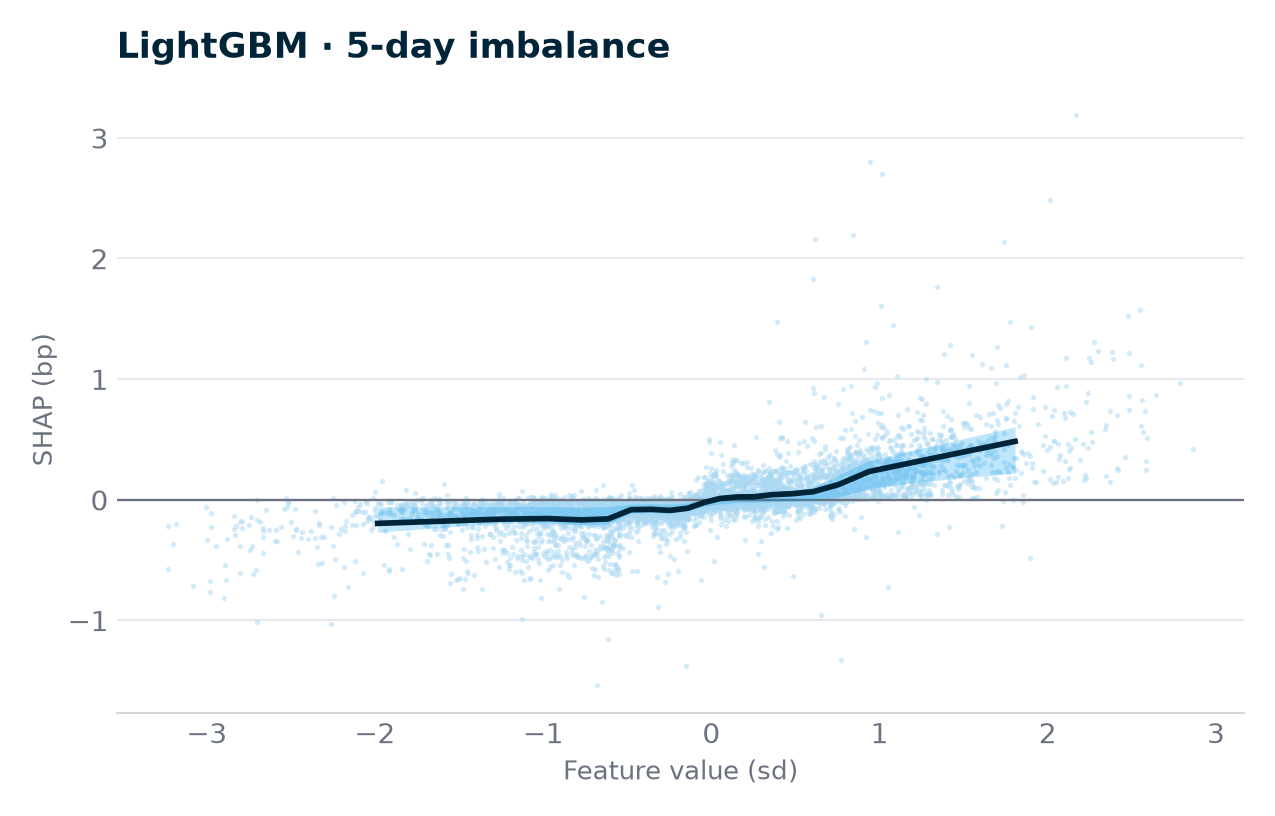 LightGBM · 5-day imbalance
SHAP (bp)
3
2
1
0
−1
−3 −2 −1 0 1 2 3
Feature value (sd)